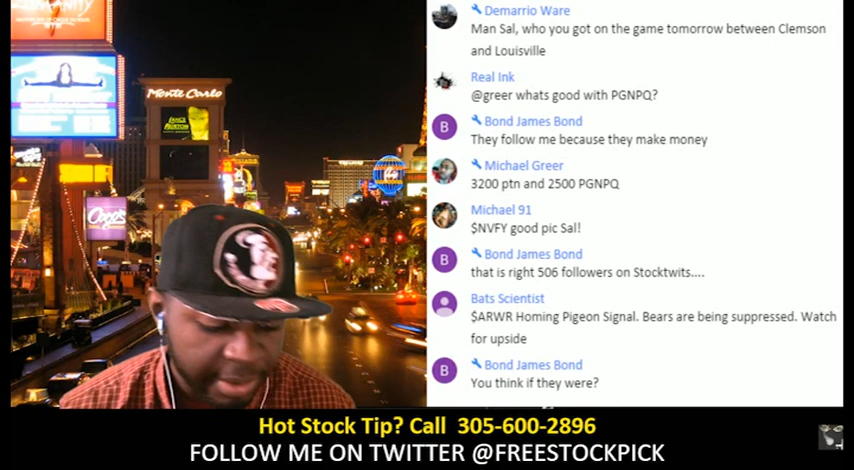 Monte Carlo
Demarrio Ware
Man Sal, who you got on the game tomorrow between Clemson
and Louisville
Real Ink
@greer whats good with PGNPQ?
B
Bond James Bond
They follow me because they make money
Michael Greer
3200 ptn and 2500 PGNPQ
Michael 91
$NVFY good pic Sal!
B
Bond James Bond
that is right 506 followers on Stocktwits....
Bats Scientist
$ARWR Homing Pigeon Signal. Bears are being suppressed. Watch
for upside
B
Bond James Bond
You think if they were?
Hot Stock Tip? Call 305-600-2896
FOLLOW ME ON TWITTER @FREESTOCKPICK